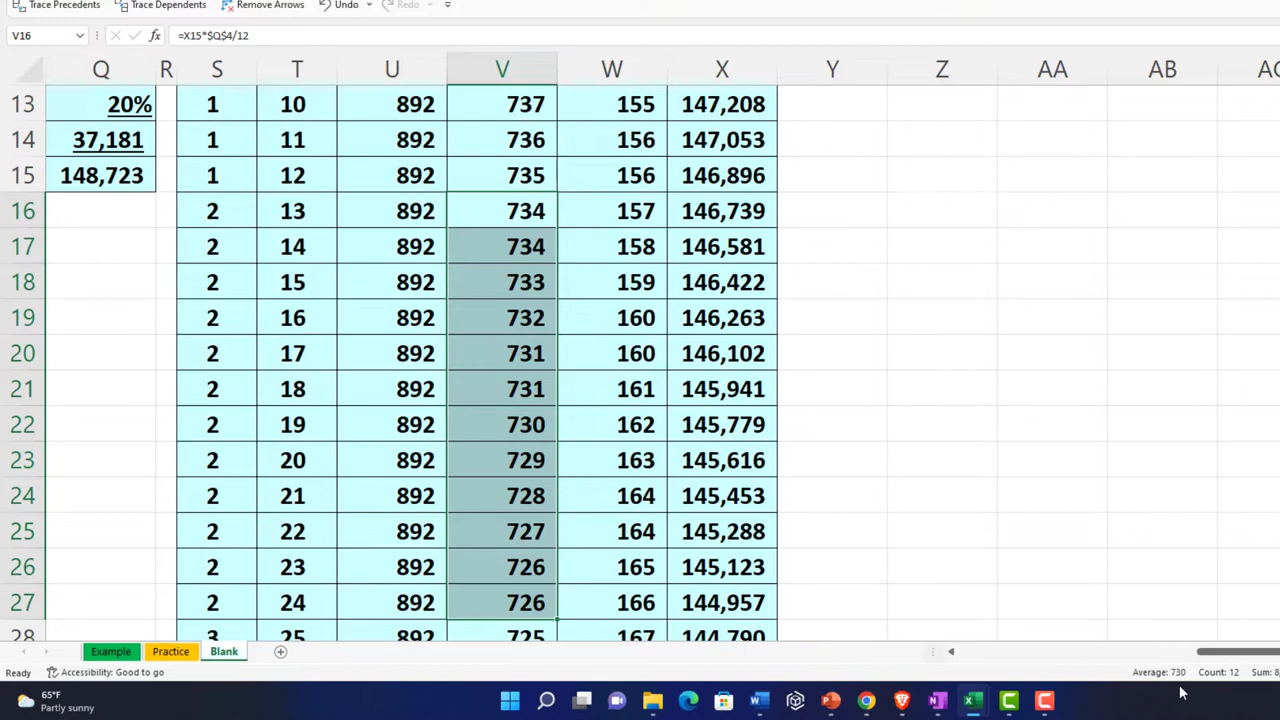 Trace Precedents Trace Dependents Remove Arrows Undo Redo
V16 fx =X15*$Q$4/12
Q R S T U V W X Y Z AA AB AC
13 20% 1 10 892 737 155 147,208
14 37,181 1 11 892 736 156 147,053
15 148,723 1 12 892 735 156 146,896
16 2 13 892 734 157 146,739
17 2 14 892 734 158 146,581
18 2 15 892 733 159 146,422
19 2 16 892 732 160 146,263
20 2 17 892 731 160 146,102
21 2 18 892 731 161 145,941
22 2 19 892 730 162 145,779
23 2 20 892 729 163 145,616
24 2 21 892 728 164 145,453
25 2 22 892 727 164 145,288
26 2 23 892 726 165 145,123
27 2 24 892 726 166 144,957
28 3 25 892 725 167 144,790
Example Practice Blank
Ready Accessibility: Good to go Average: 730 Count: 12 Sum: 8,
65°F
Partly sunny